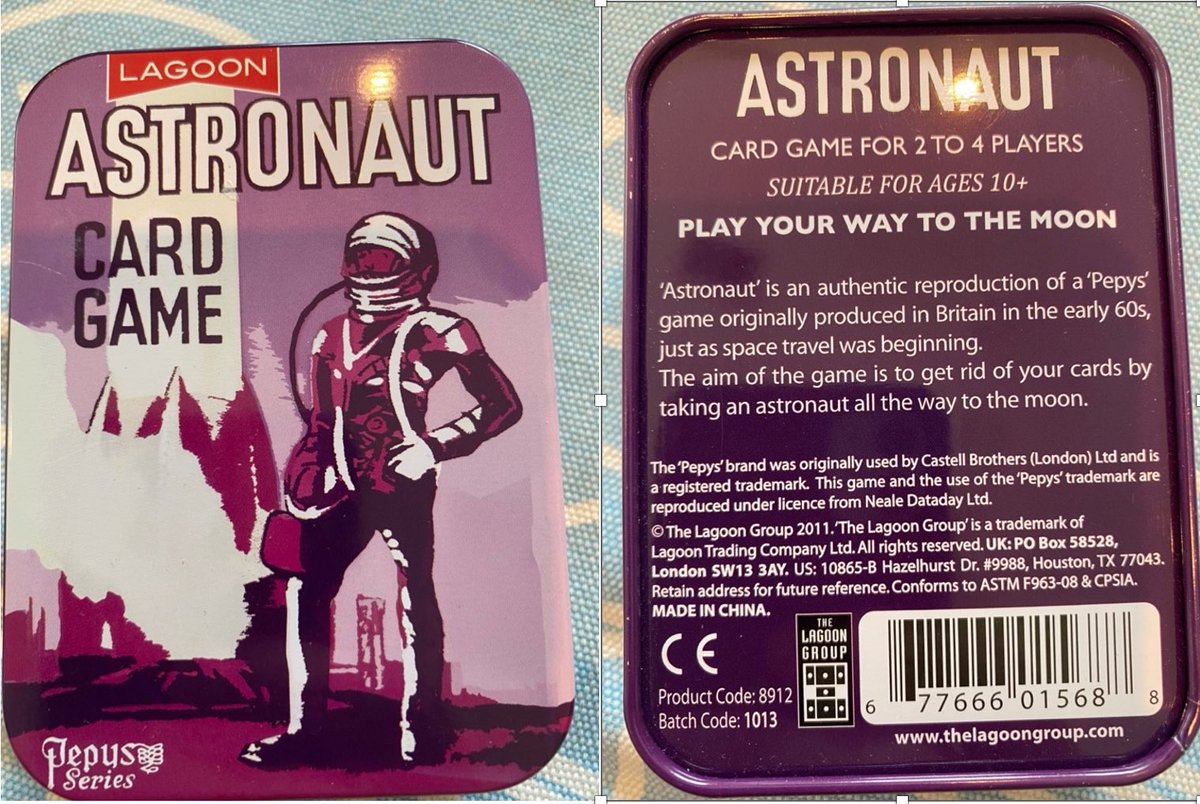 LAGOON
ASTRONAUT
CARD
GAME
Pepys
Series
ASTRONAUT
CARD GAME FOR 2 TO 4 PLAYERS
SUITABLE FOR AGES 10+
PLAY YOUR WAY TO THE MOON
'Astronaut' is an authentic reproduction of a 'Pepys'
game originally produced in Britain in the early 60s,
just as space travel was beginning.
The aim of the game is to get rid of your cards by
taking an astronaut all the way to the moon.
The 'Pepys' brand was originally used by Castell Brothers (London) Ltd and is
a registered trademark. This game and the use of the 'Pepys' trademark are
reproduced under licence from Neale Dataday Ltd.
© The Lagoon Group 2011. 'The Lagoon Group' is a trademark of
Lagoon Trading Company Ltd. All rights reserved. UK: PO Box 58528,
London SW13 3AY. US: 10865-B Hazelhurst Dr. #9988, Houston, TX 77043.
Retain address for future reference. Conforms to ASTM F963-08 & CPSIA.
MADE IN CHINA.
CE
THE
LAGOON
GROUP
Product Code: 8912
Batch Code: 1013
6 77666 01568 8
www.thelagoongroup.com